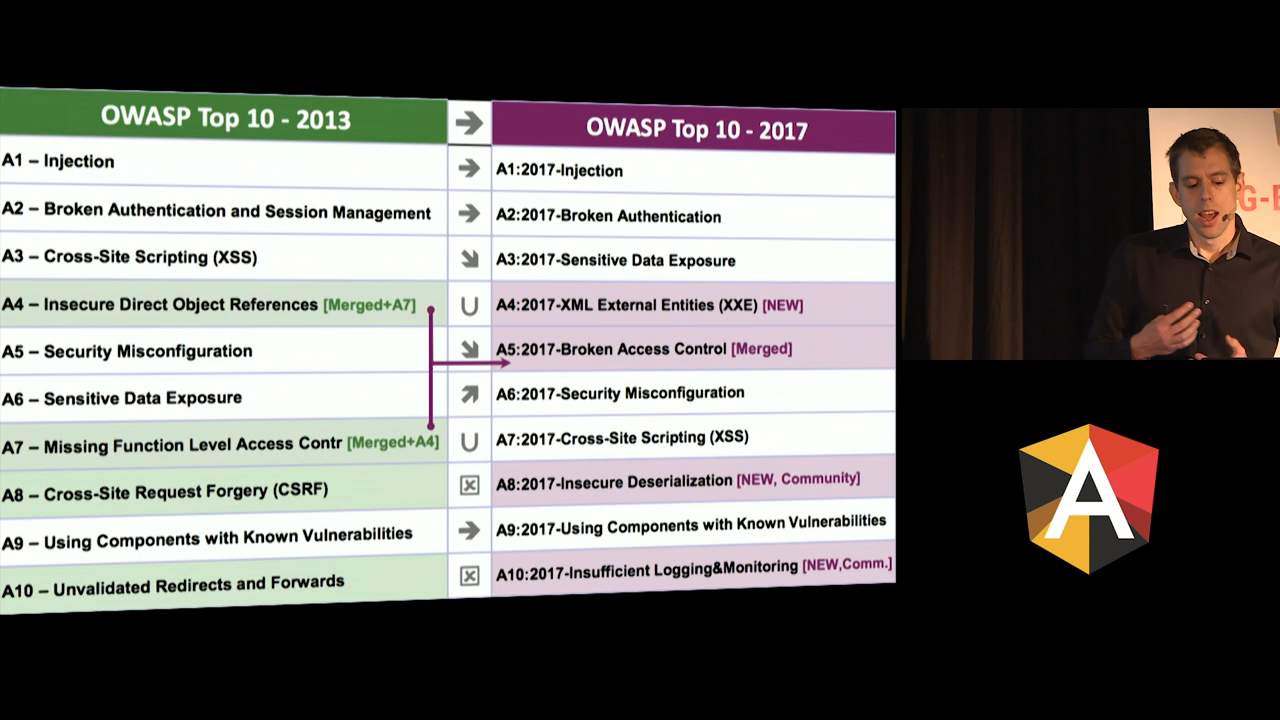 OWASP Top 10 - 2013 → OWASP Top 10 - 2017
A1 – Injection → A1:2017-Injection
A2 – Broken Authentication and Session Management → A2:2017-Broken Authentication
A3 – Cross-Site Scripting (XSS) ↘ A3:2017-Sensitive Data Exposure
A4 – Insecure Direct Object References [Merged+A7] U A4:2017-XML External Entities (XXE) [NEW]
A5 – Security Misconfiguration ↘ A5:2017-Broken Access Control [Merged]
A6 – Sensitive Data Exposure ↗ A6:2017-Security Misconfiguration
A7 – Missing Function Level Access Contr [Merged+A4] U A7:2017-Cross-Site Scripting (XSS)
A8 – Cross-Site Request Forgery (CSRF) ☒ A8:2017-Insecure Deserialization [NEW, Community]
A9 – Using Components with Known Vulnerabilities → A9:2017-Using Components with Known Vulnerabilities
A10 – Unvalidated Redirects and Forwards ☒ A10:2017-Insufficient Logging&Monitoring [NEW,Comm.]
A